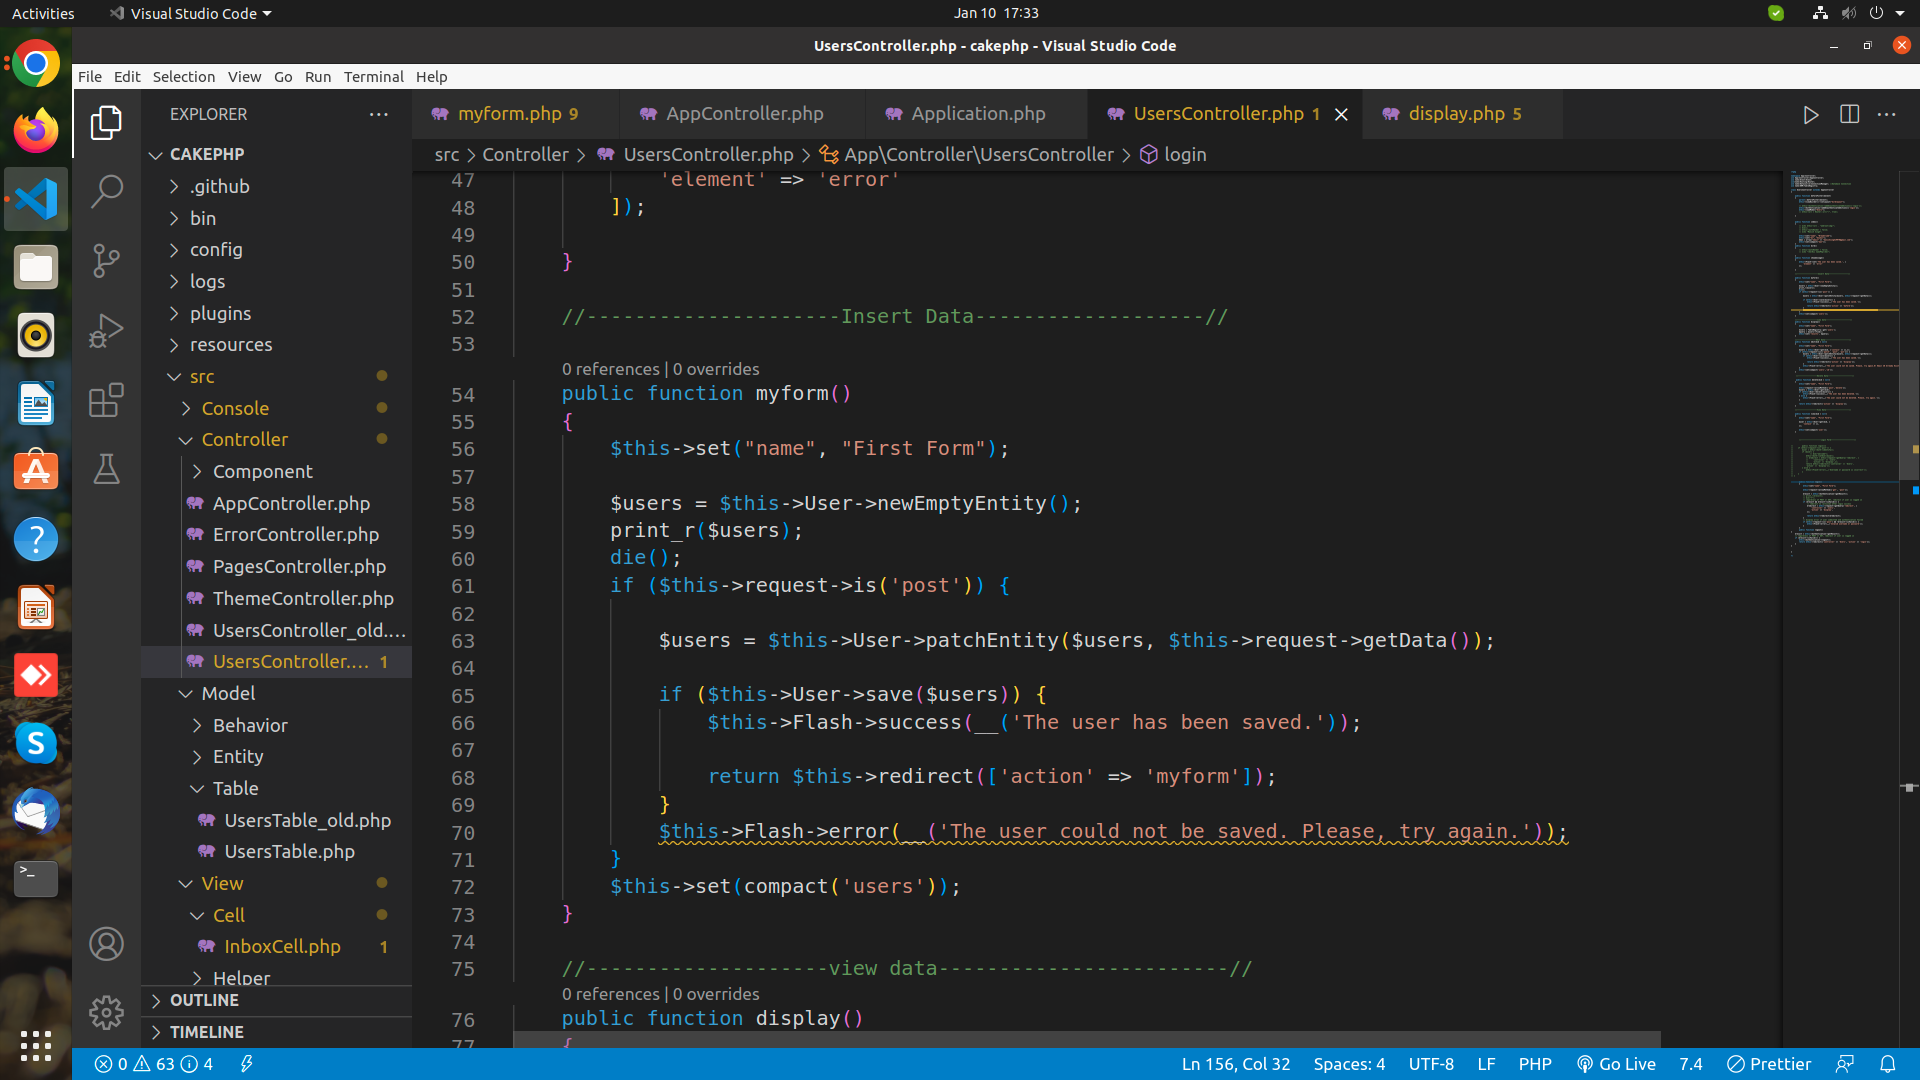 Activities
Visual Studio Code
Jan 10 17:33
UsersController.php - cakephp - Visual Studio Code
File Edit Selection View Go Run Terminal Help
EXPLORER
myform.php 9
AppController.php
Application.php
UsersController.php 1
display.php 5
src > Controller > UsersController.php > App\Controller\UsersController > login
CAKEPHP
.github
bin
config
logs
plugins
resources
src
Console
Controller
Component
AppController.php
ErrorController.php
PagesController.php
ThemeController.php
UsersController_old....
UsersController.... 1
Model
Behavior
Entity
Table
UsersTable_old.php
UsersTable.php
View
Cell
InboxCell.php 1
Helper
OUTLINE
TIMELINE
47 'element' => 'error'
48 ]);
49
50 }
51
52 //---------------------Insert Data-------------------//
53
0 references | 0 overrides
54 public function myform()
55 {
56 $this->set("name", "First Form");
57
58 $users = $this->User->newEmptyEntity();
59 print_r($users);
60 die();
61 if ($this->request->is('post')) {
62
63 $users = $this->User->patchEntity($users, $this->request->getData());
64
65 if ($this->User->save($users)) {
66 $this->Flash->success(__('The user has been saved.'));
67
68 return $this->redirect(['action' => 'myform']);
69 }
70 $this->Flash->error(__('The user could not be saved. Please, try again.'));
71 }
72 $this->set(compact('users'));
73 }
74
75 //--------------------view data------------------------//
0 references | 0 overrides
76 public function display()
77 {
0 63 4
Ln 156, Col 32
Spaces: 4
UTF-8
LF
PHP
Go Live
7.4
Prettier